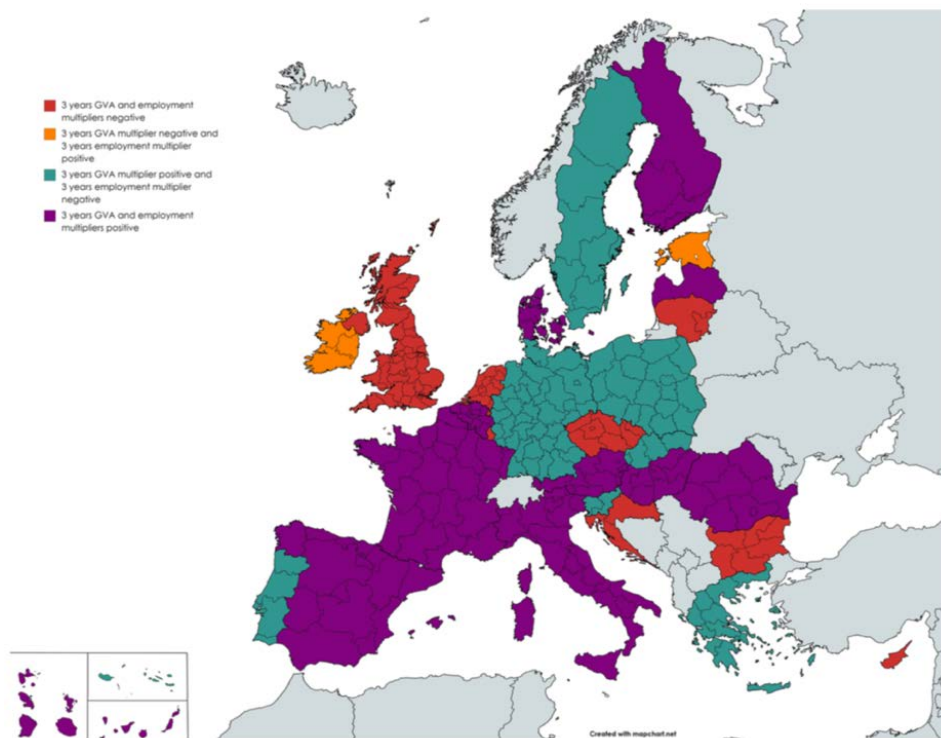 3 years GVA and employment
multipliers negative
3 years GVA multiplier negative and
3 years employment multiplier
positive
3 years GVA multiplier positive and
3 years employment multiplier
negative
3 years GVA and employment
multipliers positive
Created with mapchart.net